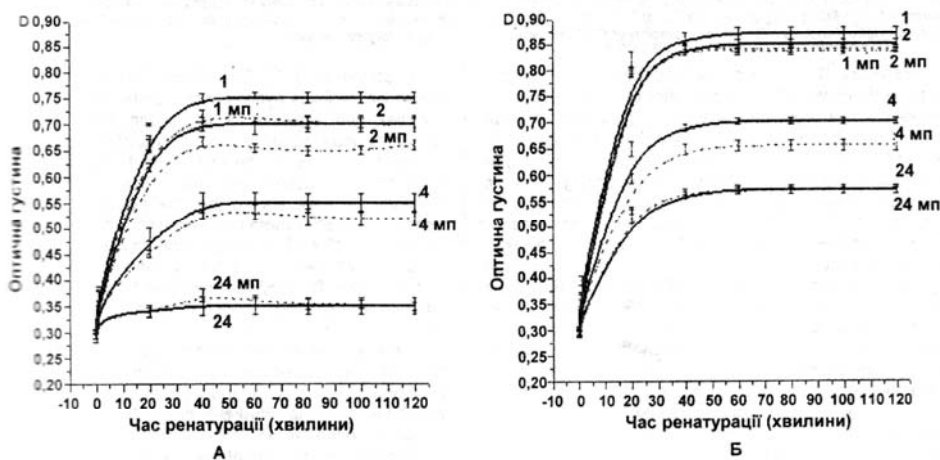 D 0,90
0,85
0,80
0,75
0,70
0,65
0,60
0,55
0,50
0,45
0,40
0,35
0,30
0,25
0,20
Оптична густина
1
1 мп
2
2 мп
4
4 мп
24 мп
24
-10 0 10 20 30 40 50 60 70 80 90 100 110 120
Час ренатурації (хвилини)
А
D 0,90
0,85
0,80
0,75
0,70
0,65
0,60
0,55
0,50
0,45
0,40
0,35
0,30
0,25
0,20
Оптична густина
1
2
1 мп
2 мп
4
4 мп
24
24 мп
-10 0 10 20 30 40 50 60 70 80 90 100 110 120
Час ренатурації (хвилини)
Б